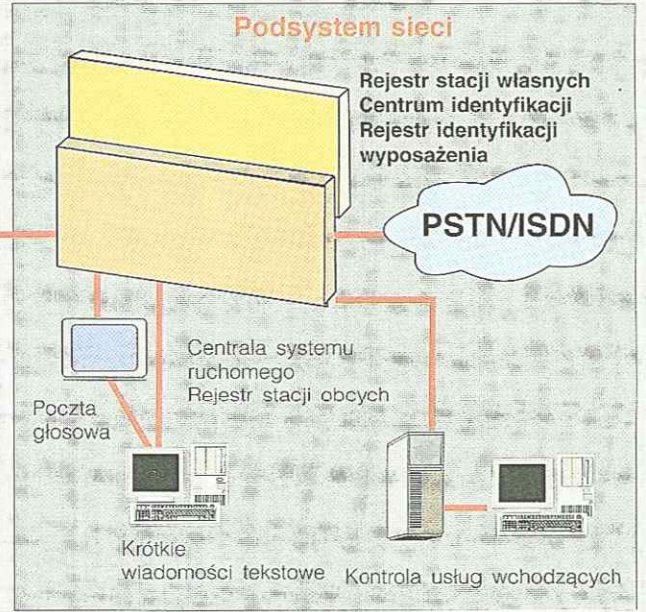 Podsystem sieci
Rejestr stacji własnych
Centrum identyfikacji
Rejestr identyfikacji
wyposażenia
PSTN/ISDN
Centrala systemu
ruchomego
Rejestr stacji obcych
Poczta
głosowa
Krótkie
wiadomości tekstowe
Kontrola usług wchodzących